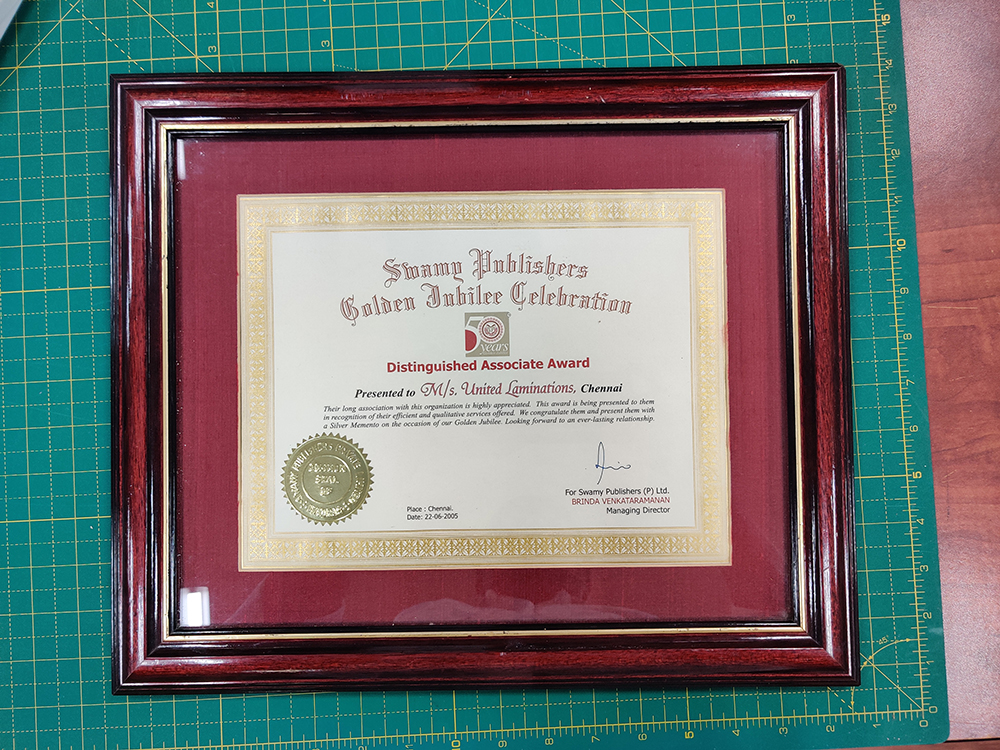 Swamy Publishers
Golden Jubilee Celebration
50
years
Distinguished Associate Award
Presented to M/s. United Laminations, Chennai
Their long association with this organization is highly appreciated. This award is being presented to them
in recognition of their efficient and qualitative services offered. We congratulate them and present them with
a Silver Memento on the occasion of our Golden Jubilee. Looking forward to an ever-lasting relationship.
For Swamy Publishers (P) Ltd.
BRINDA VENKATARAMANAN
Managing Director
Place : Chennai.
Date: 22-06-2005